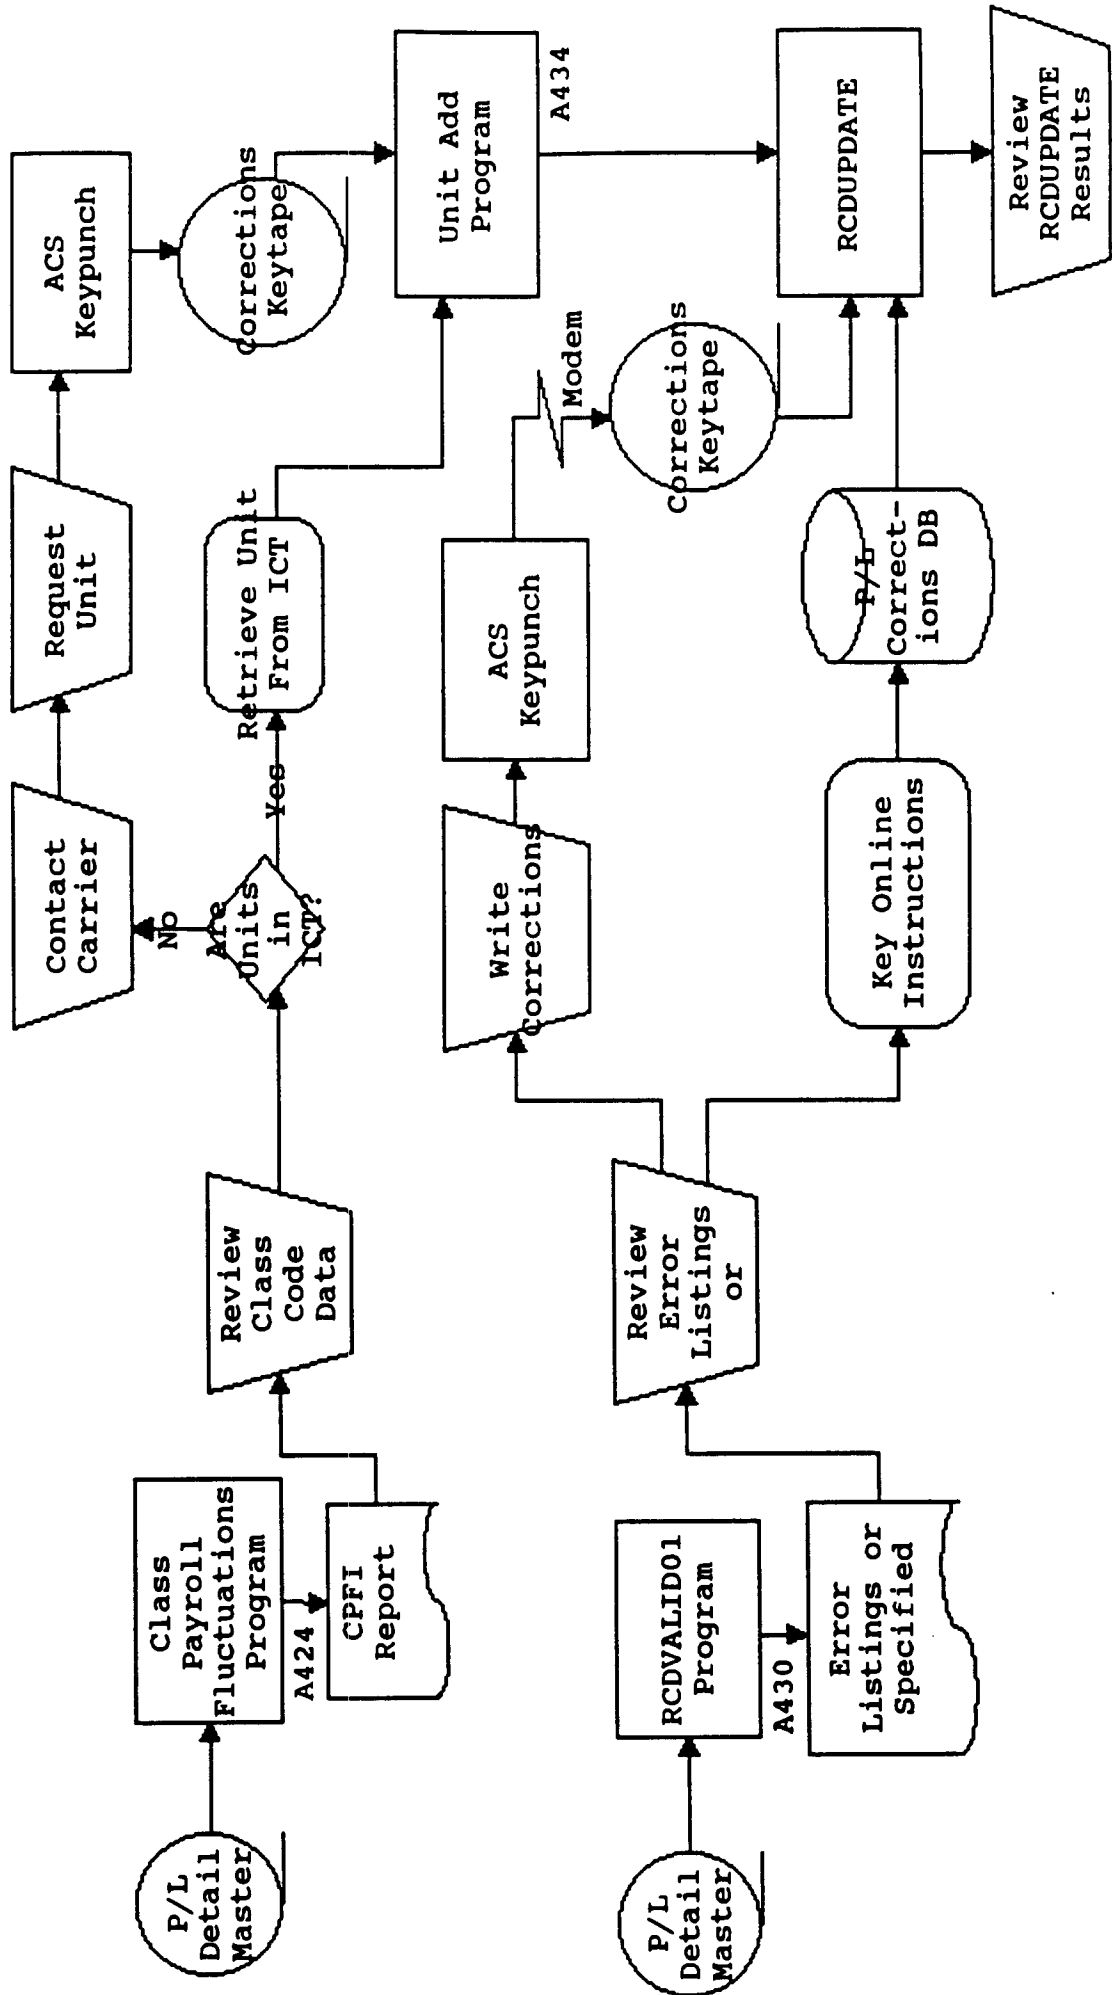 P/L
Detail
Master
Class
Payroll
Fluctuations
Program
A424
CPFI
Report
Review
Class
Code
Data
Are
Units
in
ICT?
No
Yes
Contact
Carrier
Request
Unit
ACS
Keypunch
Corrections
Keytape
Retrieve Unit
From ICT
Unit Add
Program
A434
P/L
Detail
Master
RCDVALID01
Program
A430
Error
Listings or
Specified
Review
Error
Listings
or
Write
Corrections
ACS
Keypunch
Modem
Corrections
Keytape
Key Online
Instructions
P/L
Correct-
ions DB
RCDUPDATE
Review
RCDUPDATE
Results